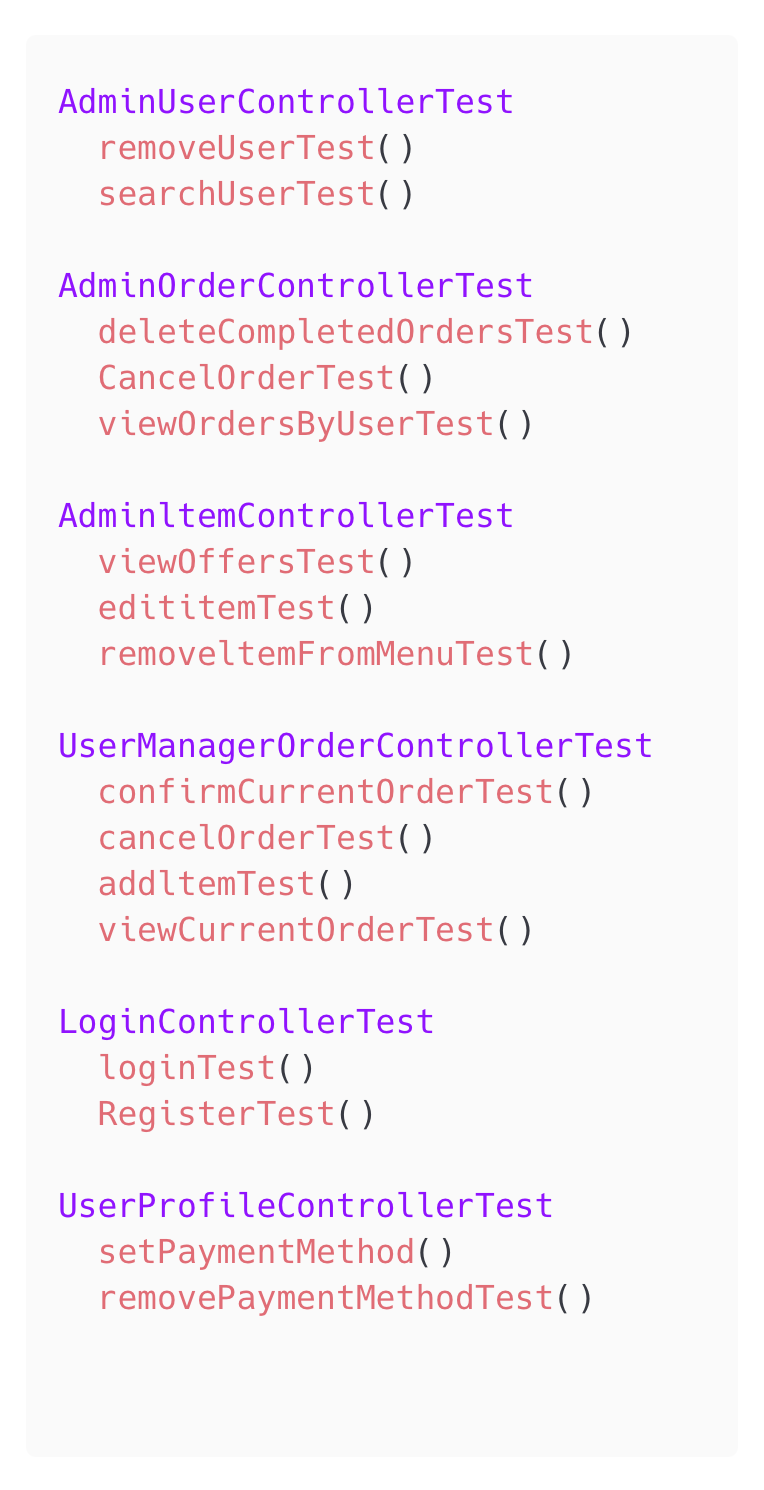 AdminUserControllerTest
removeUserTest()
searchUserTest()
AdminOrderControllerTest
deleteCompletedOrdersTest()
CancelOrderTest()
viewOrdersByUserTest()
AdminltemControllerTest
viewOffersTest()
edititemTest()
removeltemFromMenuTest()
UserManagerOrderControllerTest
confirmCurrentOrderTest()
cancelOrderTest()
addltemTest()
viewCurrentOrderTest()
LoginControllerTest
loginTest()
RegisterTest()
UserProfileControllerTest
setPaymentMethod()
removePaymentMethodTest()